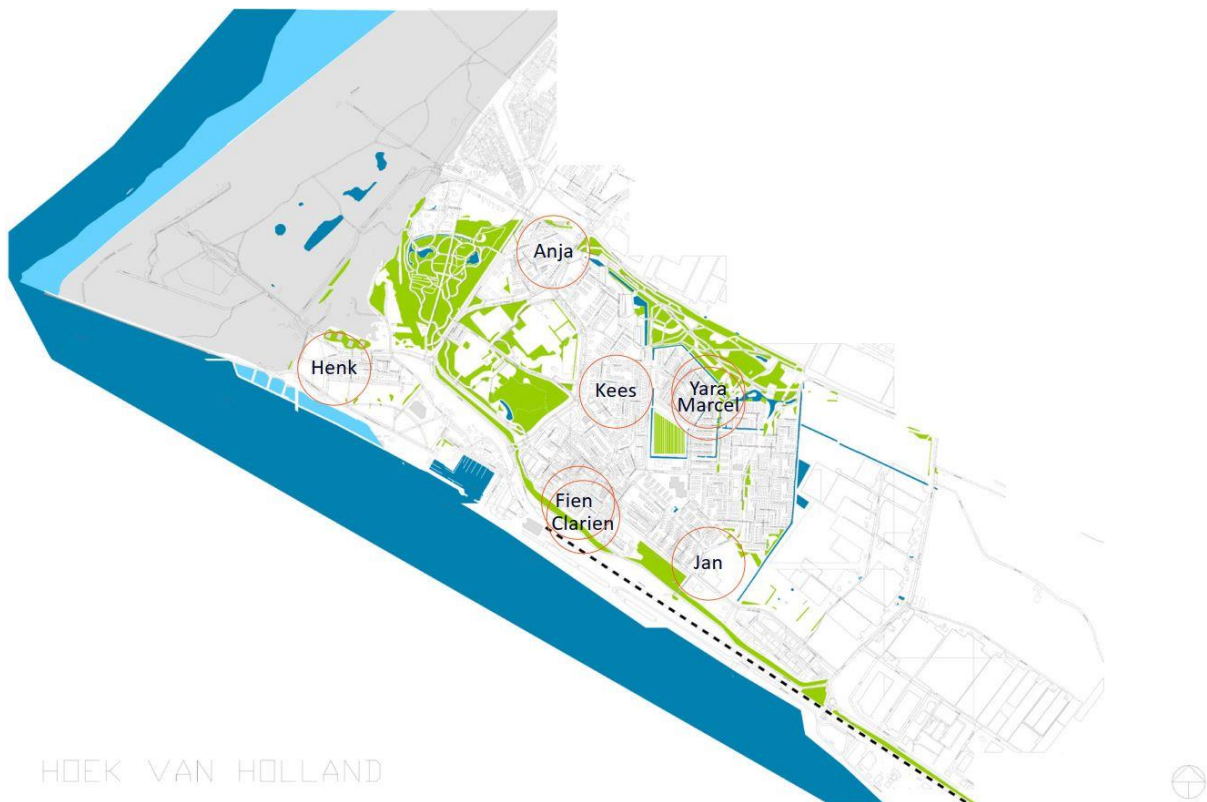 Anja
Henk
Kees
Yara
Marcel
Fien
Clarien
Jan
HOEK VAN HOLLAND